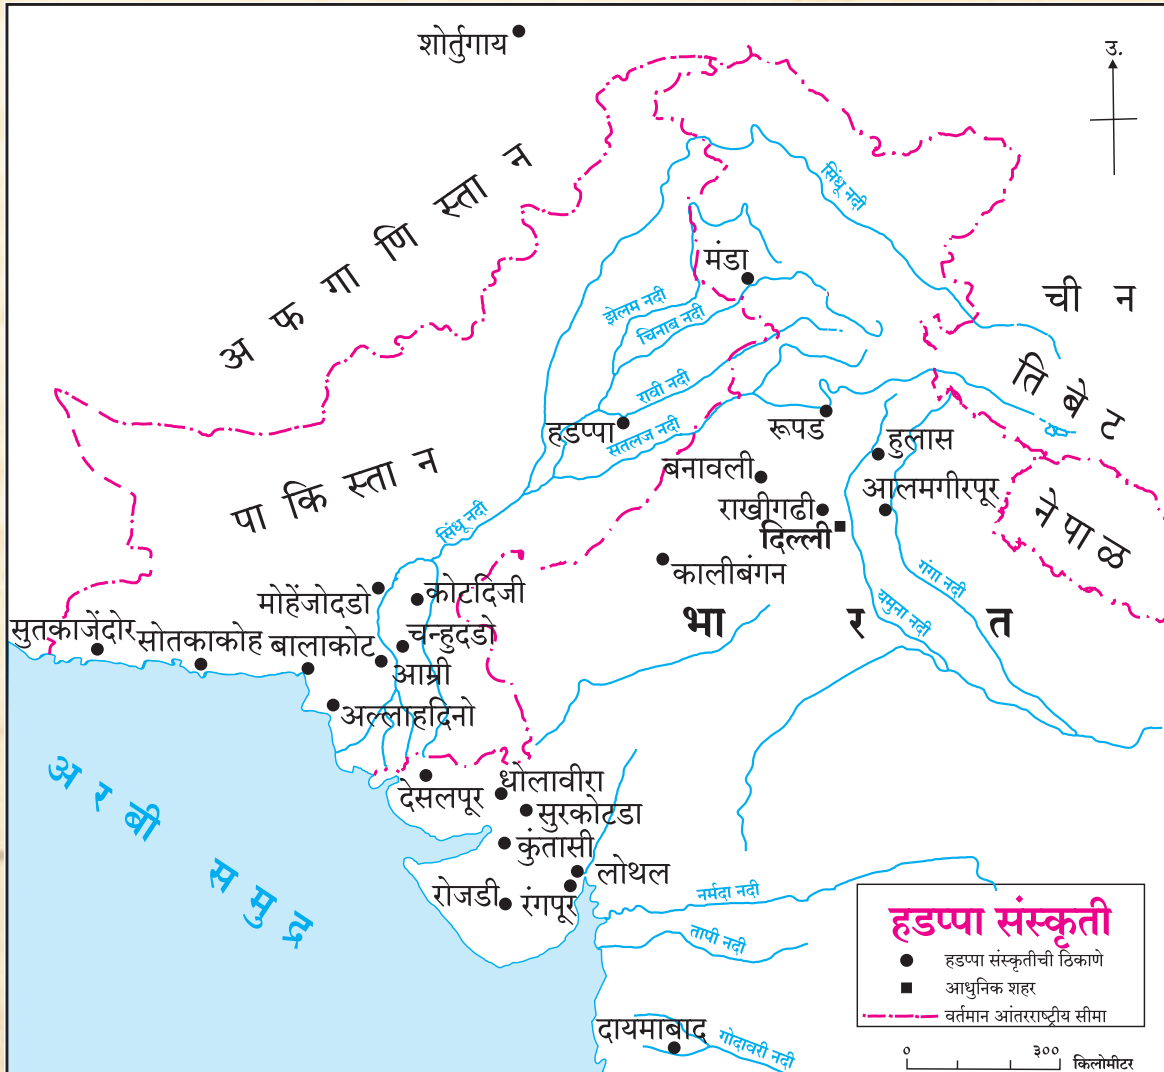 शोर्तुगाय
उ.
अफगाणिस्तान
सिंधू नदी
मंडा
चीन
झेलम नदी
चिनाब नदी
तिबेट
रावी नदी
हडप्पा
सतलज नदी
रूपड
हुलास
बनावली
आलमगीरपूर
पाकिस्तान
राखीगढी
दिल्ली
नेपाळ
सिंधू नदी
कालीबंगन
गंगा नदी
यमुना नदी
मोहेंजोदडो
कोटदिजी
भारत
सुतकाजेंदोर
सोतकाकोह
बालाकोट
चन्हुदडो
आम्री
अल्लाहदिनो
अरबी समुद्र
देसलपूर
धोलावीरा
सुरकोटडा
कुंतासी
लोथल
रोजडी
रंगपूर
नर्मदा नदी
तापी नदी
दायमाबाद
गोदावरी नदी
हडप्पा संस्कृती
हडप्पा संस्कृतीची ठिकाणे
आधुनिक शहर
वर्तमान आंतरराष्ट्रीय सीमा
० ३०० किलोमीटर